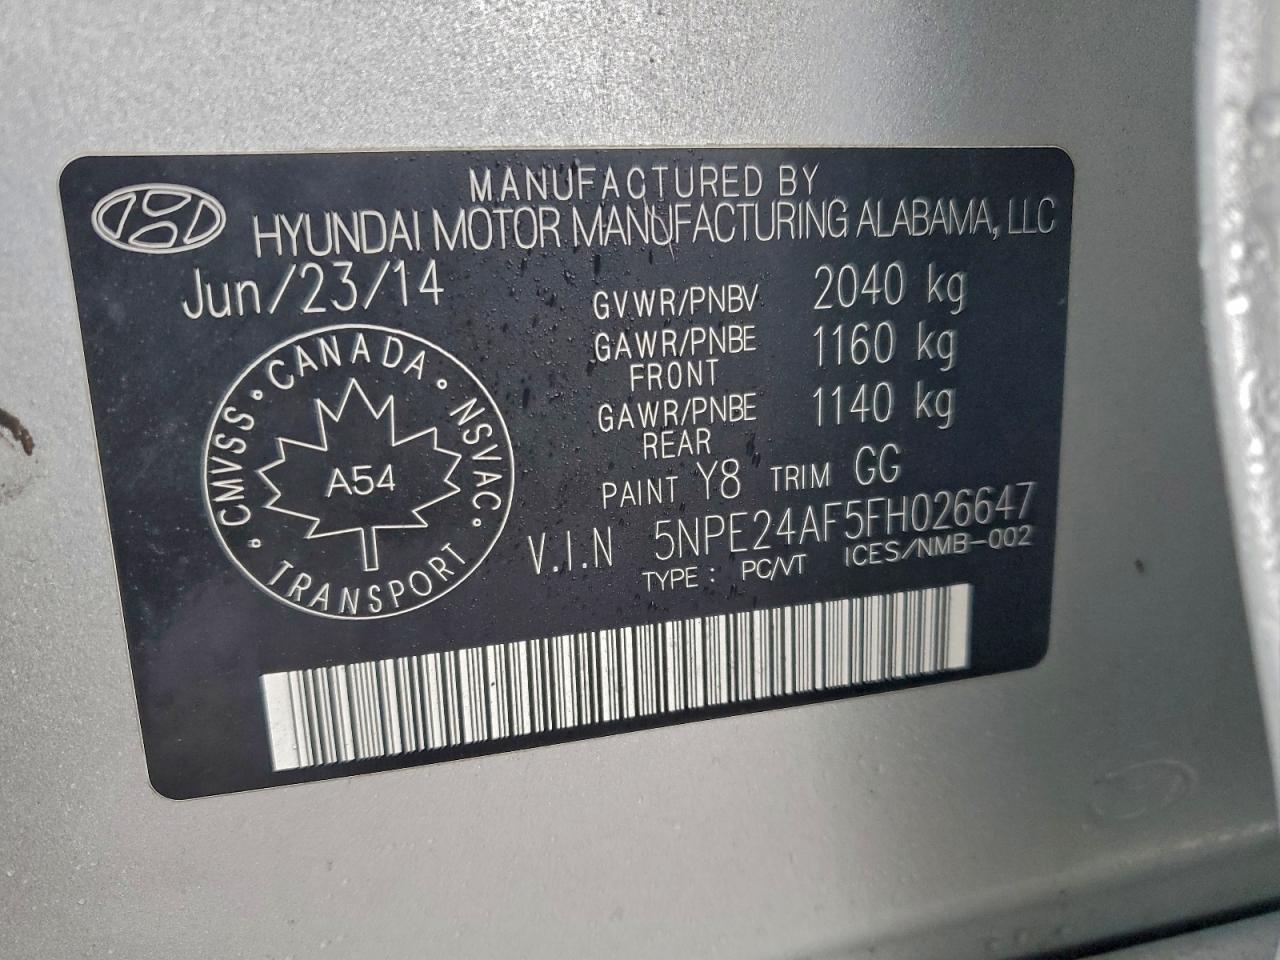 MANUFACTURED BY
HYUNDAI MOTOR MANUFACTURING ALABAMA, LLC
Jun/23/14
GVWR/PNBV 2040 kg
GAWR/PNBE FRONT 1160 kg
GAWR/PNBE REAR 1140 kg
PAINT Y8 TRIM GG
V.I.N 5NPE24AF5FH026647
TYPE : PC/VT ICES/NMB-002
CMVSS · CANADA · NSVAC · TRANSPORT ·
A54